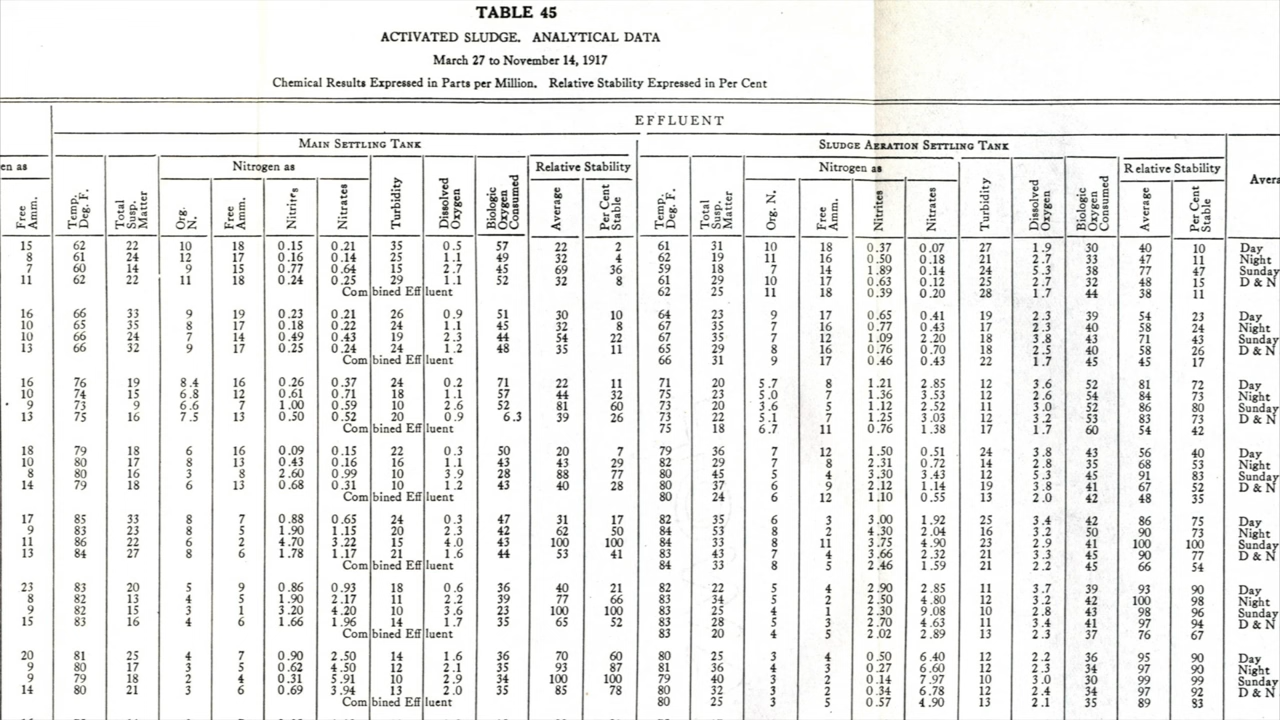 TABLE 45
ACTIVATED SLUDGE. ANALYTICAL DATA
March 27 to November 14, 1917
Chemical Results Expressed in Parts per Million. Relative Stability Expressed in Per Cent
EFFLUENT
MAIN SETTLING TANK SLUDGE AERATION SETTLING TANK
en as Nitrogen as Relative Stability Nitrogen as Relative Stability Avera
Free Amm. Temp. Deg. F. Total Susp. Matter Org. N. Free Amm. Nitrites Nitrates Turbidity Dissolved Oxygen Biologic Oxygen Consumed Average Per Cent Stable Temp. Deg. F. Total Susp. Matter Org. N. Free Amm. Nitrites Nitrates Turbidity Dissolved Oxygen Biologic Oxygen Consumed Average Per Cent Stable
15 62 22 10 18 0.15 0.21 35 0.5 57 22 2 61 31 10 18 0.37 0.07 27 1.9 30 40 10 Day
8 61 24 12 17 0.16 0.14 25 1.1 49 32 4 62 19 11 16 0.50 0.18 21 2.7 33 47 11 Night
7 60 14 9 15 0.77 0.64 15 2.7 45 69 36 59 18 7 14 1.89 0.14 24 5.3 38 77 47 Sunday
11 62 22 11 18 0.24 0.25 29 1.1 52 32 8 61 29 10 17 0.63 0.12 25 2.7 32 48 15 D & N
Combined Effluent 62 25 11 18 0.39 0.20 28 1.7 44 38 11
16 66 33 9 19 0.23 0.21 26 0.9 51 30 10 64 23 9 17 0.65 0.41 19 2.3 39 54 23 Day
10 65 35 8 17 0.18 0.22 24 1.1 45 32 8 67 35 7 16 0.77 0.43 17 2.3 40 58 24 Night
10 66 24 7 14 0.49 0.43 19 2.3 44 54 22 67 35 7 12 1.09 2.20 18 3.8 43 71 43 Sunday
13 66 32 9 17 0.25 0.24 24 1.2 48 35 11 65 29 8 16 0.76 0.70 18 2.5 40 58 26 D & N
Combined Effluent 66 31 9 17 0.46 0.43 22 1.7 45 45 17
16 76 19 8.4 16 0.26 0.37 24 0.2 71 22 11 71 20 5.7 8 1.21 2.85 12 3.6 52 81 72 Day
10 74 15 6.8 12 0.61 0.71 18 1.1 57 44 32 75 23 5.0 7 1.36 3.53 12 2.6 54 84 73 Night
9 73 9 6.6 7 1.00 0.59 10 2.6 52 81 60 73 20 3.6 5 1.12 2.52 11 3.0 52 86 80 Sunday
13 75 16 7.5 13 0.50 0.52 20 0.9 6.3 39 26 73 22 5.1 7 1.25 3.03 12 3.2 53 83 73 D & N
Combined Effluent 75 18 6.7 11 0.76 1.38 17 1.7 60 54 42
18 79 18 6 16 0.09 0.15 22 0.3 50 20 7 79 36 7 12 1.50 0.51 24 3.8 43 56 40 Day
10 80 17 8 13 0.43 0.16 16 1.1 43 43 29 82 29 7 8 2.31 0.72 14 2.8 35 68 53 Night
8 80 16 3 8 2.60 0.99 10 3.9 28 88 77 80 45 5 4 3.30 3.43 12 5.3 45 91 83 Sunday
14 79 18 6 13 0.68 0.31 10 1.2 43 40 28 80 37 6 9 2.12 1.14 19 3.8 41 67 52 D & N
Combined Effluent 80 24 6 12 1.10 0.55 13 2.0 42 48 35
17 85 33 8 7 0.88 0.65 24 0.3 47 31 17 82 35 6 3 3.00 1.92 25 3.4 42 86 75 Day
9 83 23 8 5 1.90 1.15 20 2.3 42 62 50 84 53 8 2 4.30 2.04 16 3.2 50 90 73 Night
11 86 22 6 2 4.70 3.22 15 4.0 43 100 100 84 33 8 11 3.75 4.90 23 2.9 41 100 100 Sunday
13 84 27 8 6 1.78 1.17 21 1.6 44 53 41 83 43 7 4 3.66 2.32 21 3.3 45 90 77 D & N
Combined Effluent 84 33 8 5 2.46 1.59 21 2.2 45 66 54
23 83 20 5 9 0.86 0.93 18 0.6 36 40 21 82 22 5 4 2.90 2.85 11 3.7 39 93 90 Day
8 82 13 4 5 1.90 2.17 11 2.2 39 77 66 83 34 5 2 2.50 4.80 12 3.2 42 100 98 Night
9 82 15 3 1 3.20 4.20 10 3.6 23 100 100 83 25 4 1 2.30 9.08 10 2.8 43 98 96 Sunday
15 83 16 4 6 1.66 1.96 14 1.7 35 65 52 83 28 5 3 2.70 4.63 11 3.4 41 97 94 D & N
Combined Effluent 83 20 4 5 2.02 2.89 13 2.3 37 76 67
20 81 25 4 7 0.90 2.50 14 1.6 36 70 60 80 25 3 4 0.50 6.40 12 2.2 36 95 90 Day
9 80 17 3 5 0.62 4.50 12 2.1 35 93 87 81 36 4 3 0.27 6.60 12 2.3 34 97 90 Night
9 79 18 2 4 0.31 5.91 10 2.9 34 100 100 79 40 3 2 0.14 7.97 10 3.0 30 99 99 Sunday
14 80 21 3 6 0.69 3.94 13 2.0 35 85 78 80 32 3 2 0.34 6.78 12 2.4 34 97 92 D & N
Combined Effluent 80 25 3 5 0.57 4.90 13 2.1 35 89 83